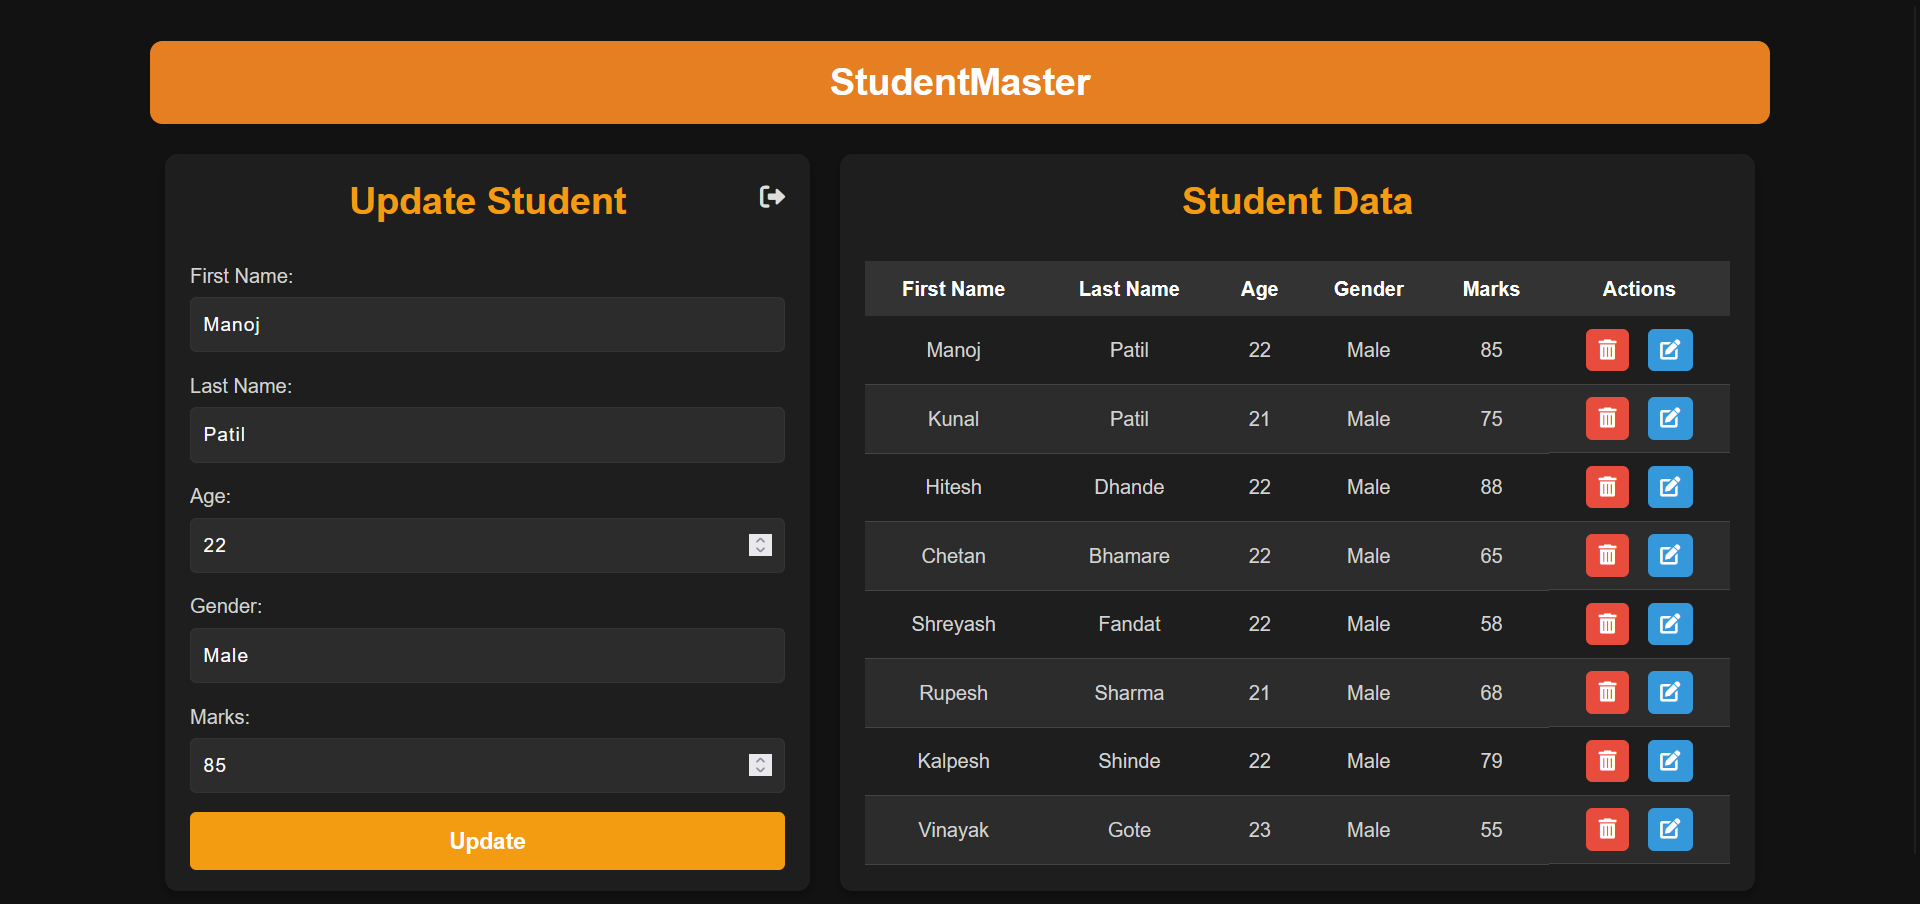 StudentMaster
Update Student
First Name:
Manoj
Last Name:
Patil
Age:
22
Gender:
Male
Marks:
85
Update
Student Data
First Name Last Name Age Gender Marks Actions
Manoj Patil 22 Male 85
Kunal Patil 21 Male 75
Hitesh Dhande 22 Male 88
Chetan Bhamare 22 Male 65
Shreyash Fandat 22 Male 58
Rupesh Sharma 21 Male 68
Kalpesh Shinde 22 Male 79
Vinayak Gote 23 Male 55